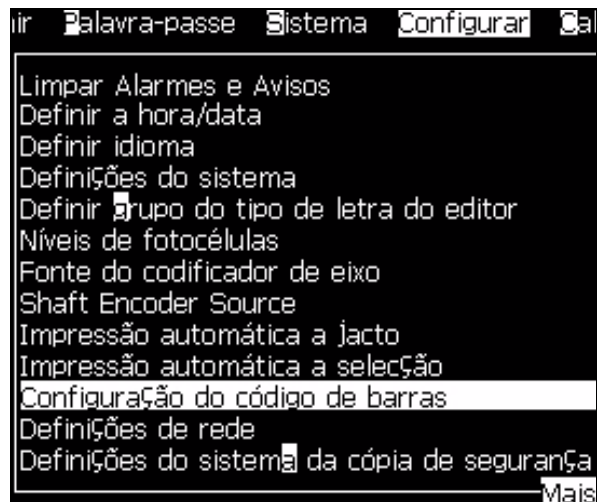 ir Palavra-passe Sistema Configurar Cal
Limpar Alarmes e Avisos
Definir a hora/data
Definir idioma
Definições do sistema
Definir grupo do tipo de letra do editor
Níveis de fotocélulas
Fonte do codificador de eixo
Shaft Encoder Source
Impressão automática a jacto
Impressão automática a selecção
Configuração do código de barras
Definições de rede
Definições do sistema da cópia de segurança
Mais